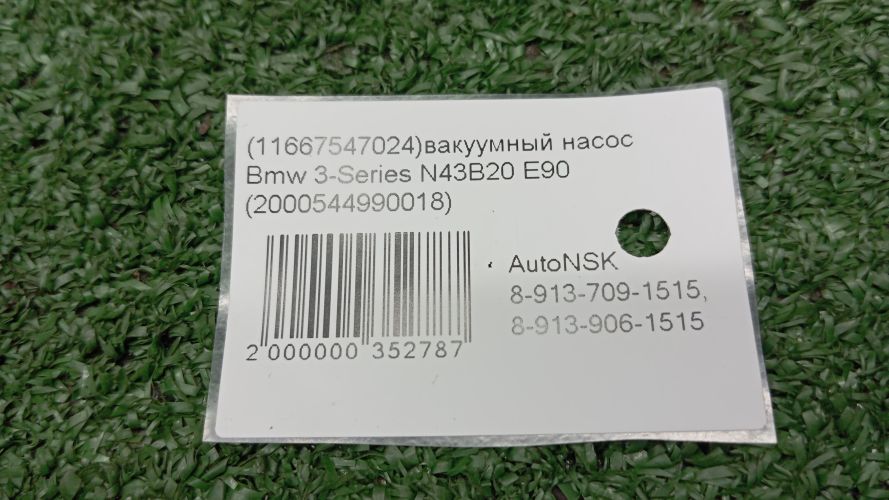 (11667547024)вакуумный насос
Bmw 3-Series N43B20 E90
(2000544990018)
2 000000 352787
AutoNSK
8-913-709-1515,
8-913-906-1515